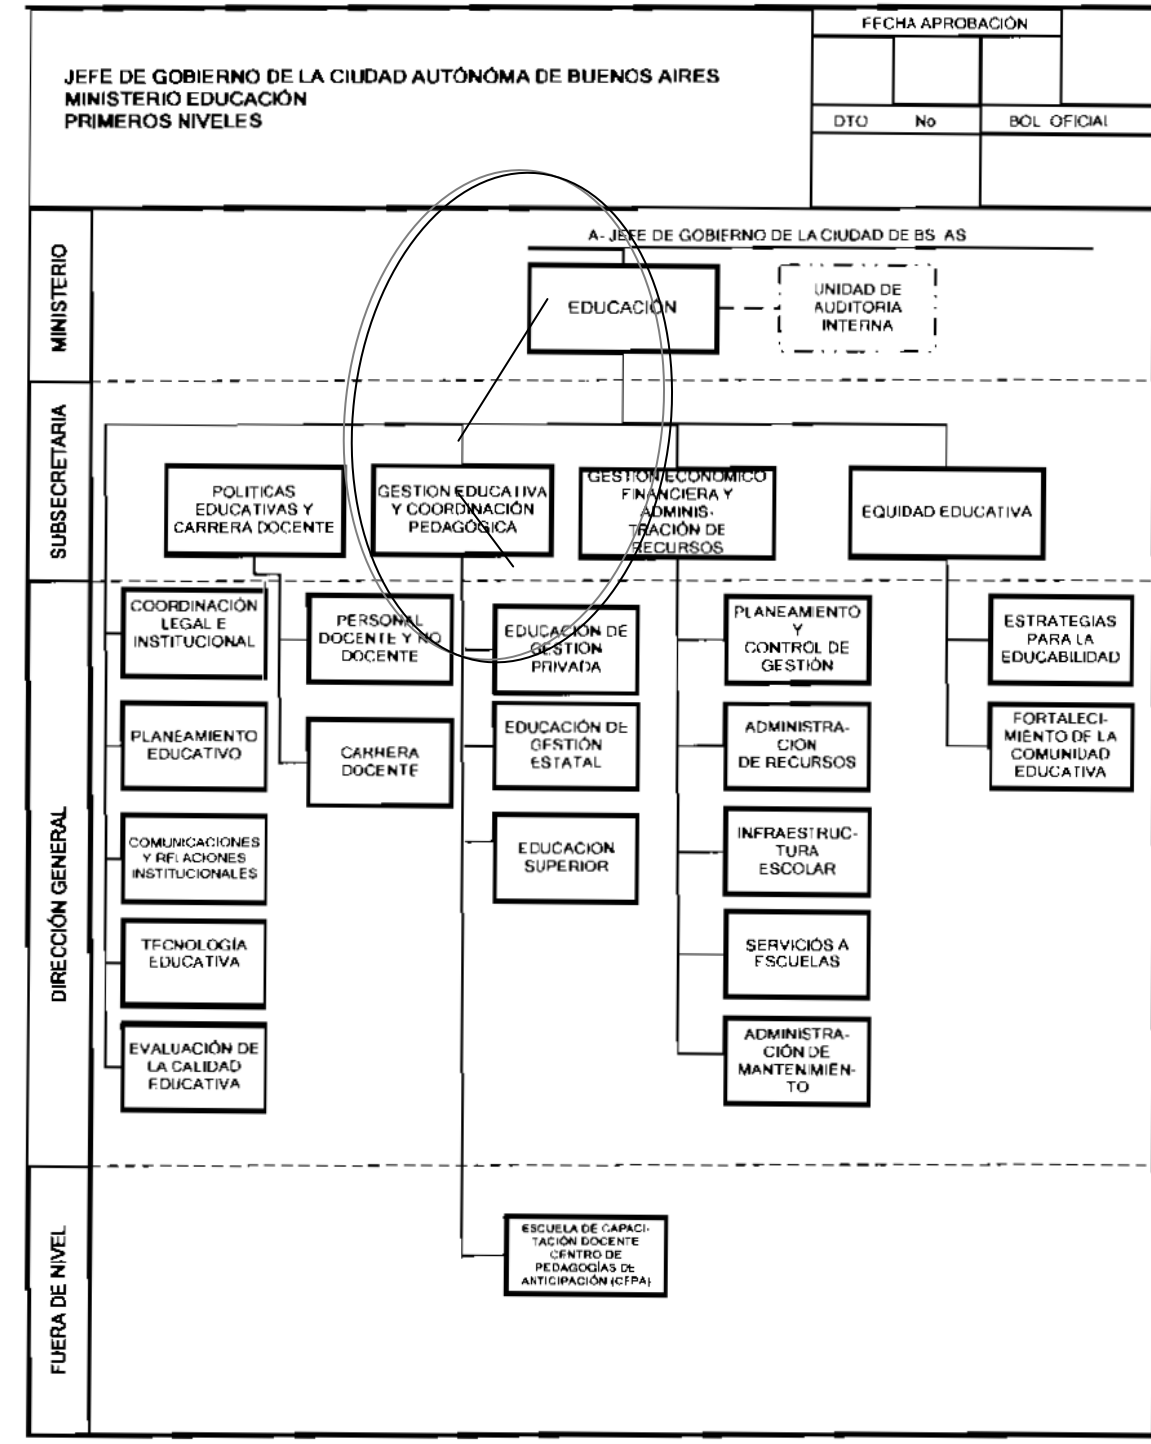 JEFE DE GOBIERNO DE LA CIUDAD AUTÓNÓMA DE BUENOS AIRES
MINISTERIO EDUCACIÓN
PRIMEROS NIVELES
FECHA APROBACIÓN
DTO No BOL OFICIAL
MINISTERIO
A- JEFE DE GOBIERNO DE LA CIUDAD DE BS AS
EDUCACIÓN
UNIDAD DE
AUDITORIA
INTERNA
SUBSECRETARIA
POLITICAS
EDUCATIVAS Y
CARRERA DOCENTE
GESTION EDUCATIVA
Y COORDINACIÓN
PEDAGÓGICA
GESTION ECONOMICO
FINANCIERA Y
ADMINIS-
TRACIÓN DE
RECURSOS
EQUIDAD EDUCATIVA
DIRECCIÓN GENERAL
COORDINACIÓN
LEGAL E
INSTITUCIONAL
PLANEAMIENTO
EDUCATIVO
COMUNICACIONES
Y RELACIONES
INSTITUCIONALES
TECNOLOGÍA
EDUCATIVA
EVALUACIÓN DE
LA CALIDAD
EDUCATIVA
PERSONAL
DOCENTE Y NO
DOCENTE
CARRERA
DOCENTE
EDUCACIÓN DE
GESTION
PRIVADA
EDUCACIÓN DE
GESTIÓN
ESTATAL
EDUCACION
SUPERIOR
PLANEAMIENTO
Y
CONTROL DE
GESTIÓN
ADMINISTRA-
CION
DE RECURSOS
INFRAESTRUC-
TURA
ESCOLAR
SERVICIÓS A
ESCUELAS
ADMINISTRA-
CIÓN DE
MANTENIMIÉN-
TO
ESTRATEGIAS
PARA LA
EDUCABILIDAD
FORTALECI-
MIENTO DE LA
COMUNIDAD
EDUCATIVA
FUERA DE NIVEL
ESCUELA DE CAPACI-
TACIÓN DOCENTE
CENTRO DE
PEDAGOGÍAS DE
ANTICIPACIÓN (CEPA)